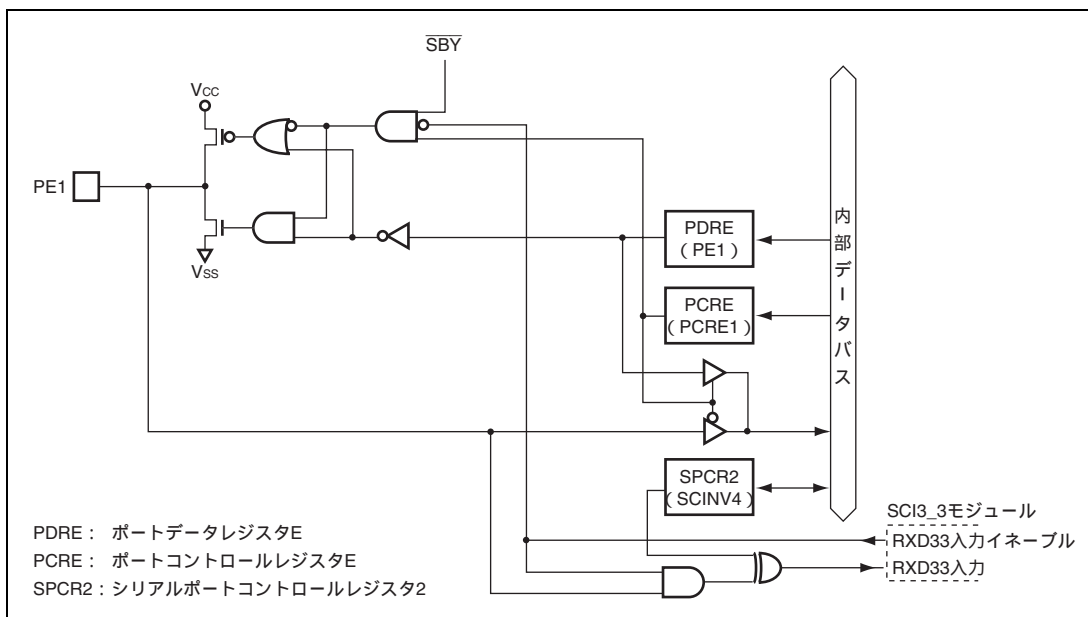 SBY
Vcc
PE1
Vss
PDRE
(PE1)
PCRE
(PCRE1)
内部データバス
SPCR2
(SCINV4)
SCI3_3モジュール
RXD33入力イネーブル
RXD33入力
PDRE: ポートデータレジスタE
PCRE: ポートコントロールレジスタE
SPCR2:シリアルポートコントロールレジスタ2